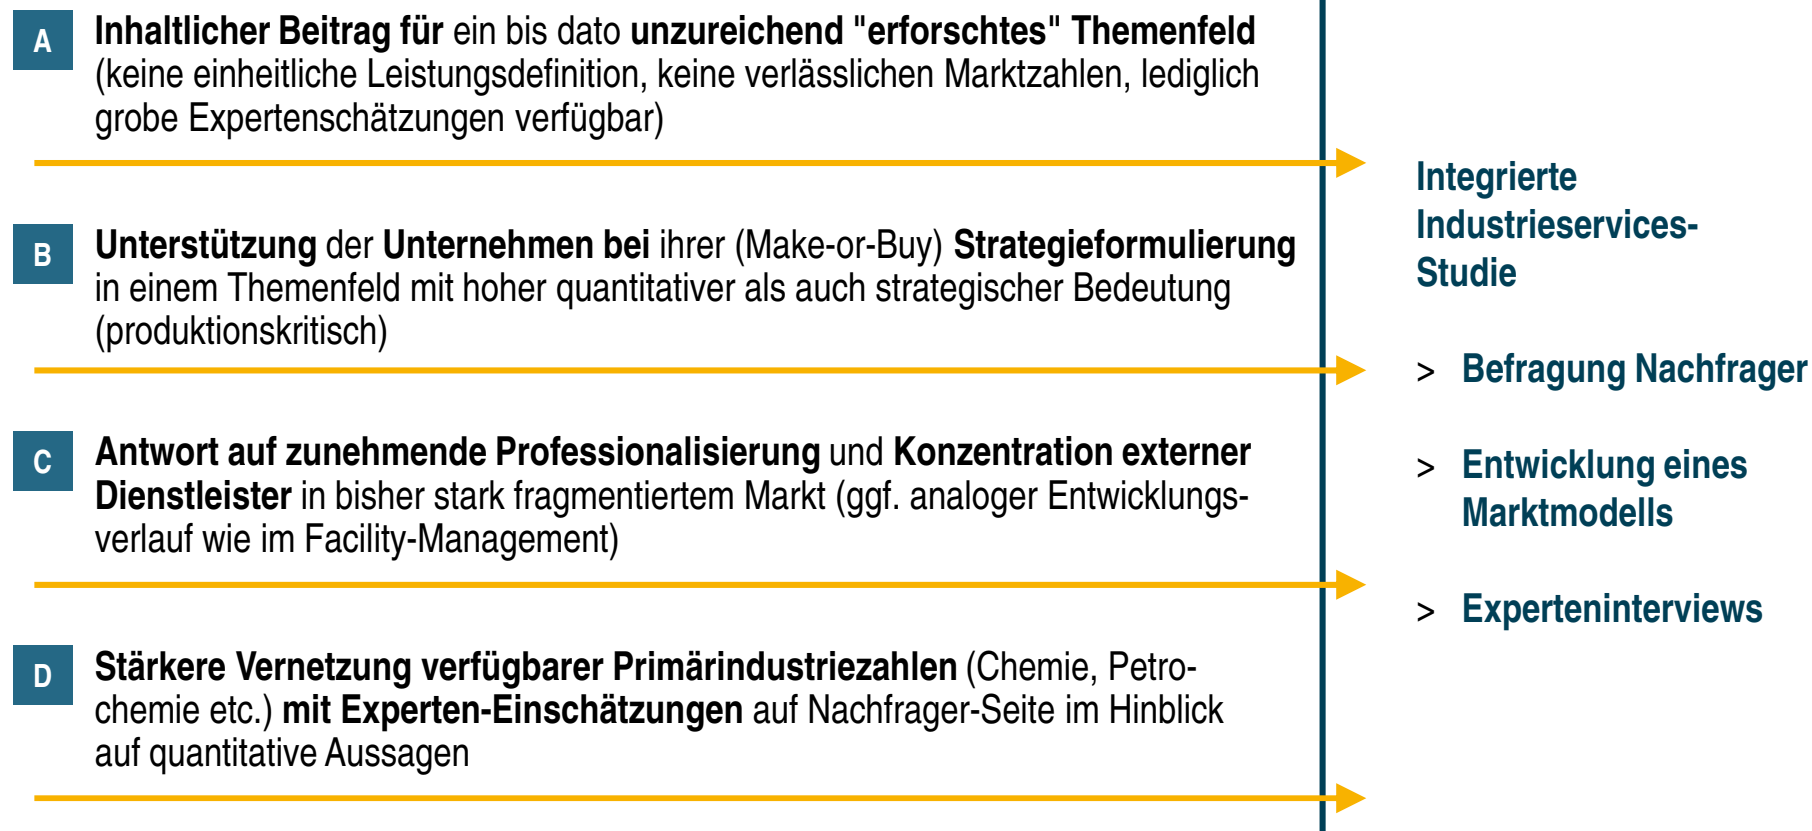 A
Inhaltlicher Beitrag für ein bis dato unzureichend "erforschtes" Themenfeld
(keine einheitliche Leistungsdefinition, keine verlässlichen Marktzahlen, lediglich
grobe Expertenschätzungen verfügbar)
B
Unterstützung der Unternehmen bei ihrer (Make-or-Buy) Strategieformulierung
in einem Themenfeld mit hoher quantitativer als auch strategischer Bedeutung
(produktionskritisch)
C
Antwort auf zunehmende Professionalisierung und Konzentration externer
Dienstleister in bisher stark fragmentiertem Markt (ggf. analoger Entwicklungs-
verlauf wie im Facility-Management)
D
Stärkere Vernetzung verfügbarer Primärindustriezahlen (Chemie, Petro-
chemie etc.) mit Experten-Einschätzungen auf Nachfrager-Seite im Hinblick
auf quantitative Aussagen
Integrierte
Industrieservices-
Studie
> Befragung Nachfrager
> Entwicklung eines
Marktmodells
> Experteninterviews